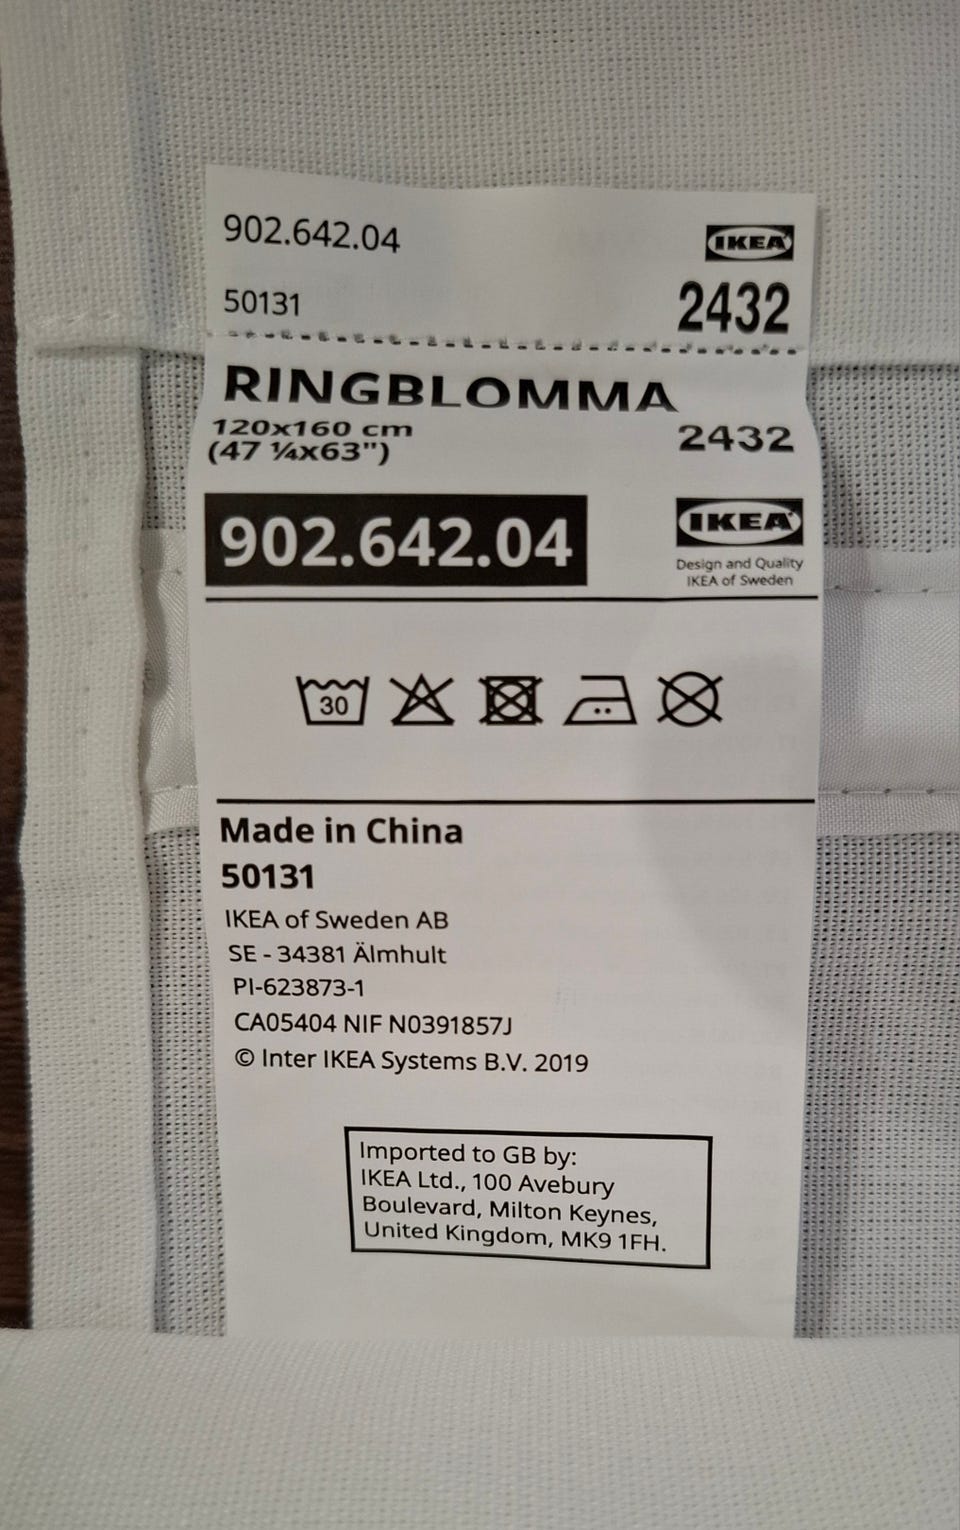 902.642.04
IKEA
50131
2432
RINGBLOMMA
120x160 cm
2432
(47 ¼x63")
902.642.04
IKEA
Design and Quality
IKEA of Sweden
30
Made in China
50131
IKEA of Sweden AB
SE - 34381 Älmhult
PI-623873-1
CA05404 NIF N0391857J
© Inter IKEA Systems B.V. 2019
Imported to GB by:
IKEA Ltd., 100 Avebury
Boulevard, Milton Keynes,
United Kingdom, MK9 1FH.